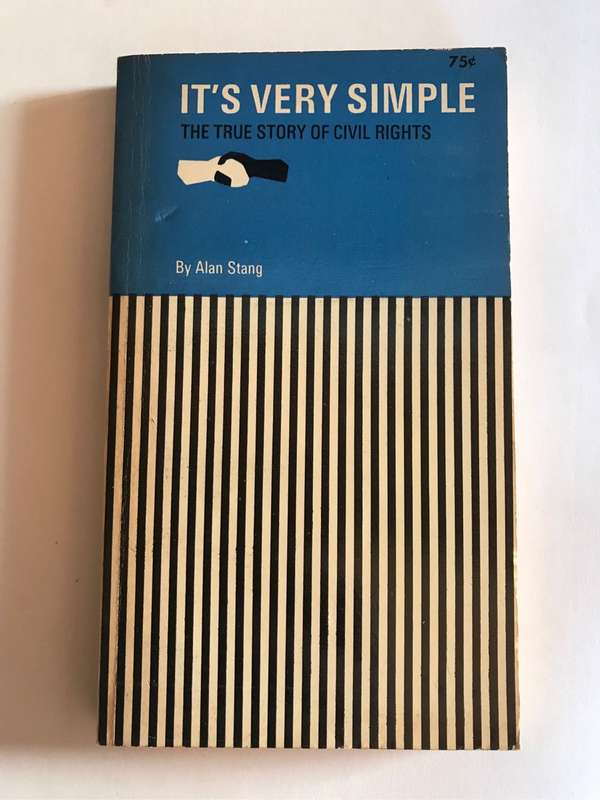 75¢
IT'S VERY SIMPLE
THE TRUE STORY OF CIVIL RIGHTS
By Alan Stang